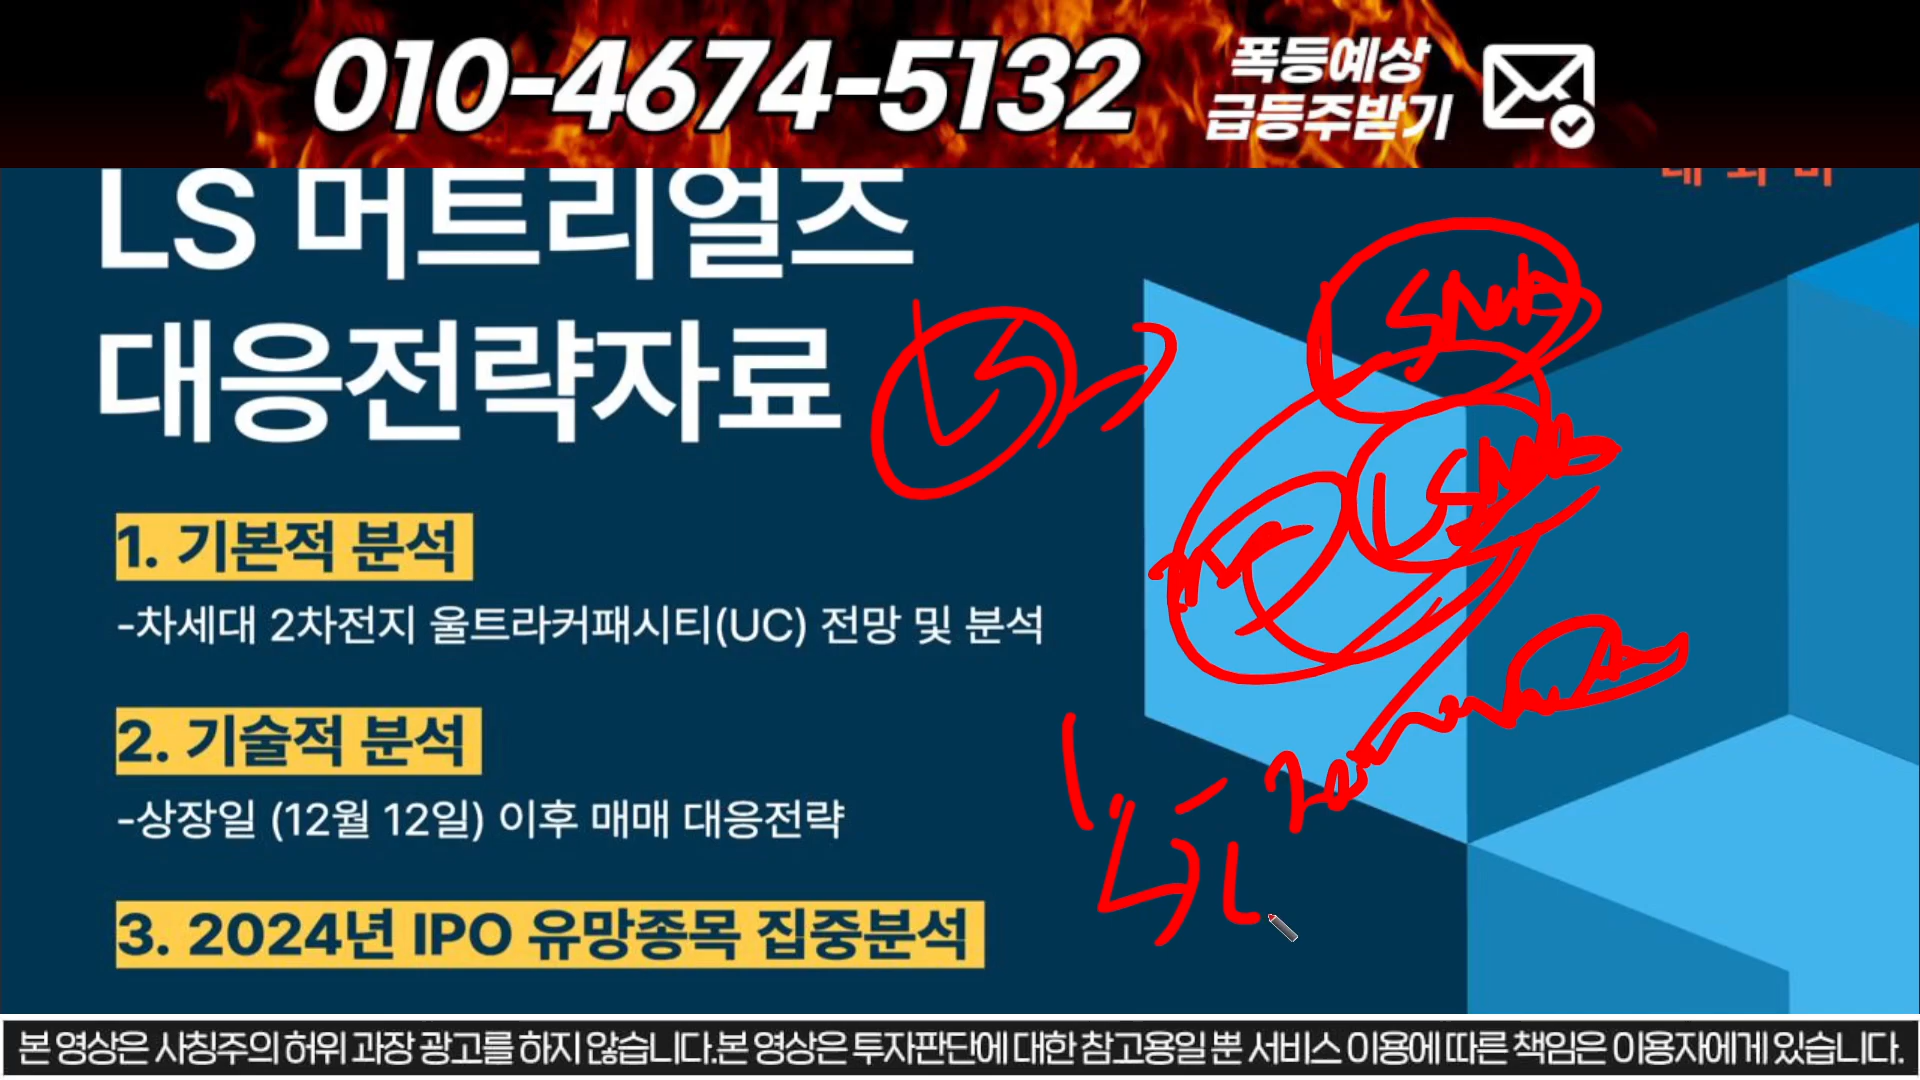 010-4674-5132
폭등예상
급등주받기
LS 머트리얼즈
대응전략자료
1. 기본적 분석
-차세대 2차전지 울트라커패시티(UC) 전망 및 분석
2. 기술적 분석
-상장일 (12월 12일) 이후 매매 대응전략
3. 2024년 IPO 유망종목 집중분석
LS
본 영상은 사칭주의 허위 과장 광고를 하지 않습니다.본 영상은 투자판단에 대한 참고용일 뿐 서비스 이용에 따른 책임은 이용자에게 있습니다.